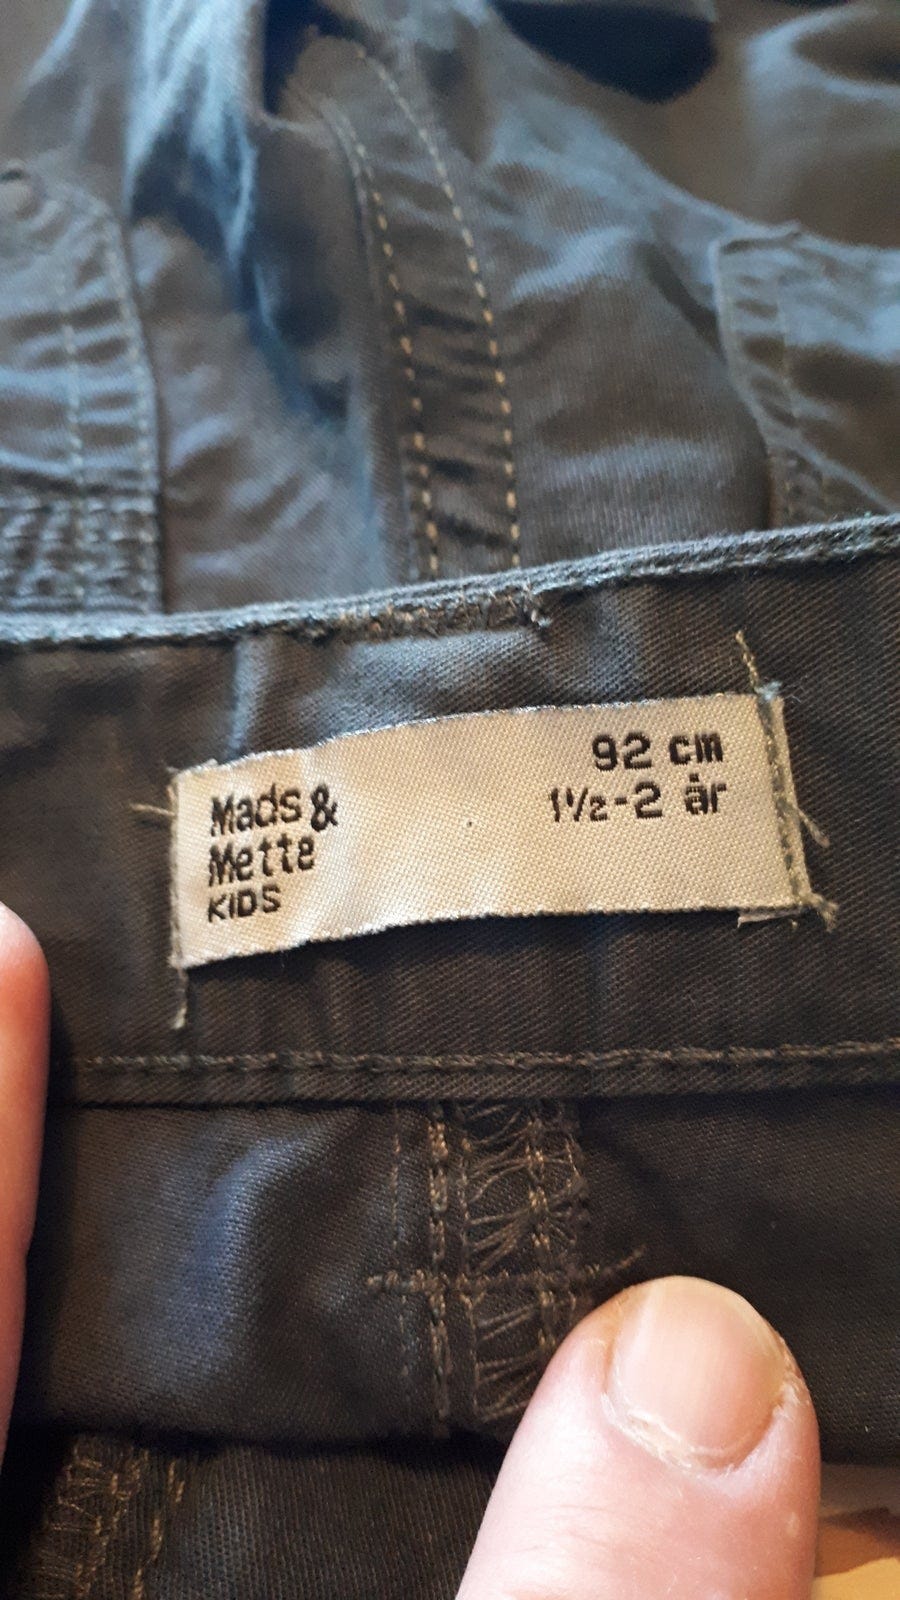 Mads &
Mette
KIDS
92 cm
1½-2 år